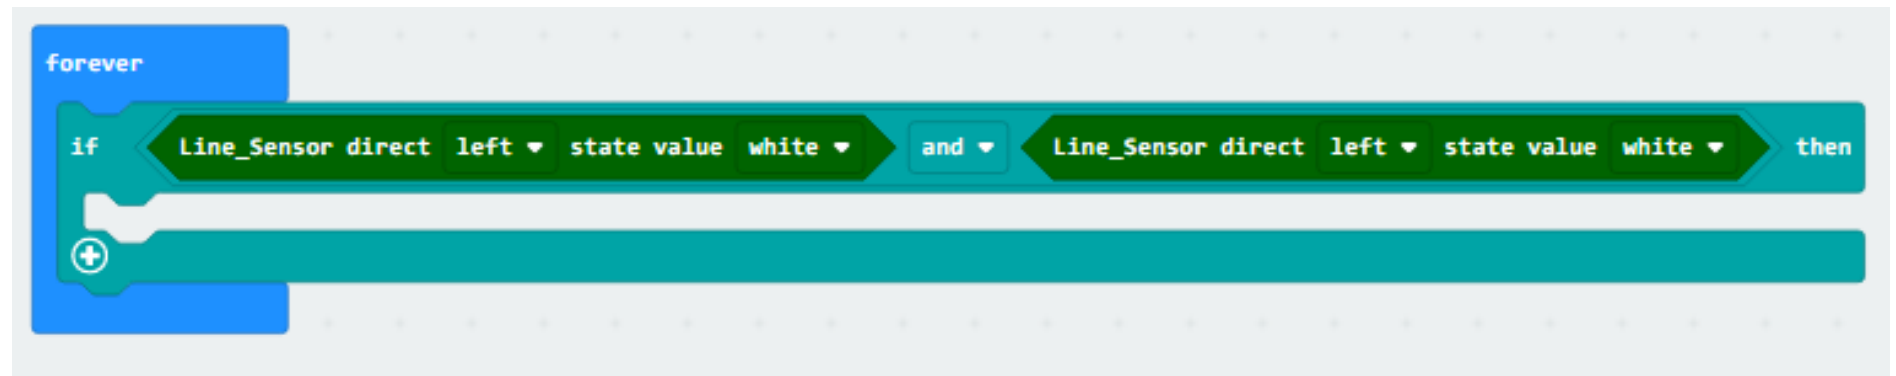 forever
if Line_Sensor direct left state value white and Line_Sensor direct left state value white then